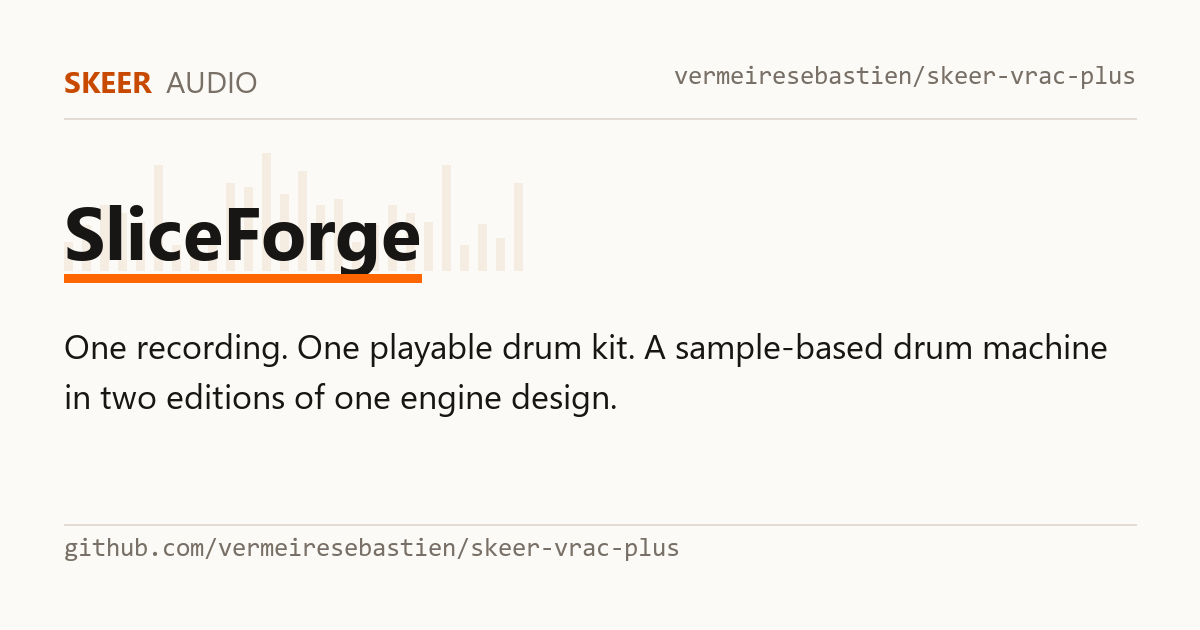 SKEER AUDIO
vermeiresebastien/skeer-vrac-plus
SliceForge
One recording. One playable drum kit. A sample-based drum machine
in two editions of one engine design.
github.com/vermeiresebastien/skeer-vrac-plus